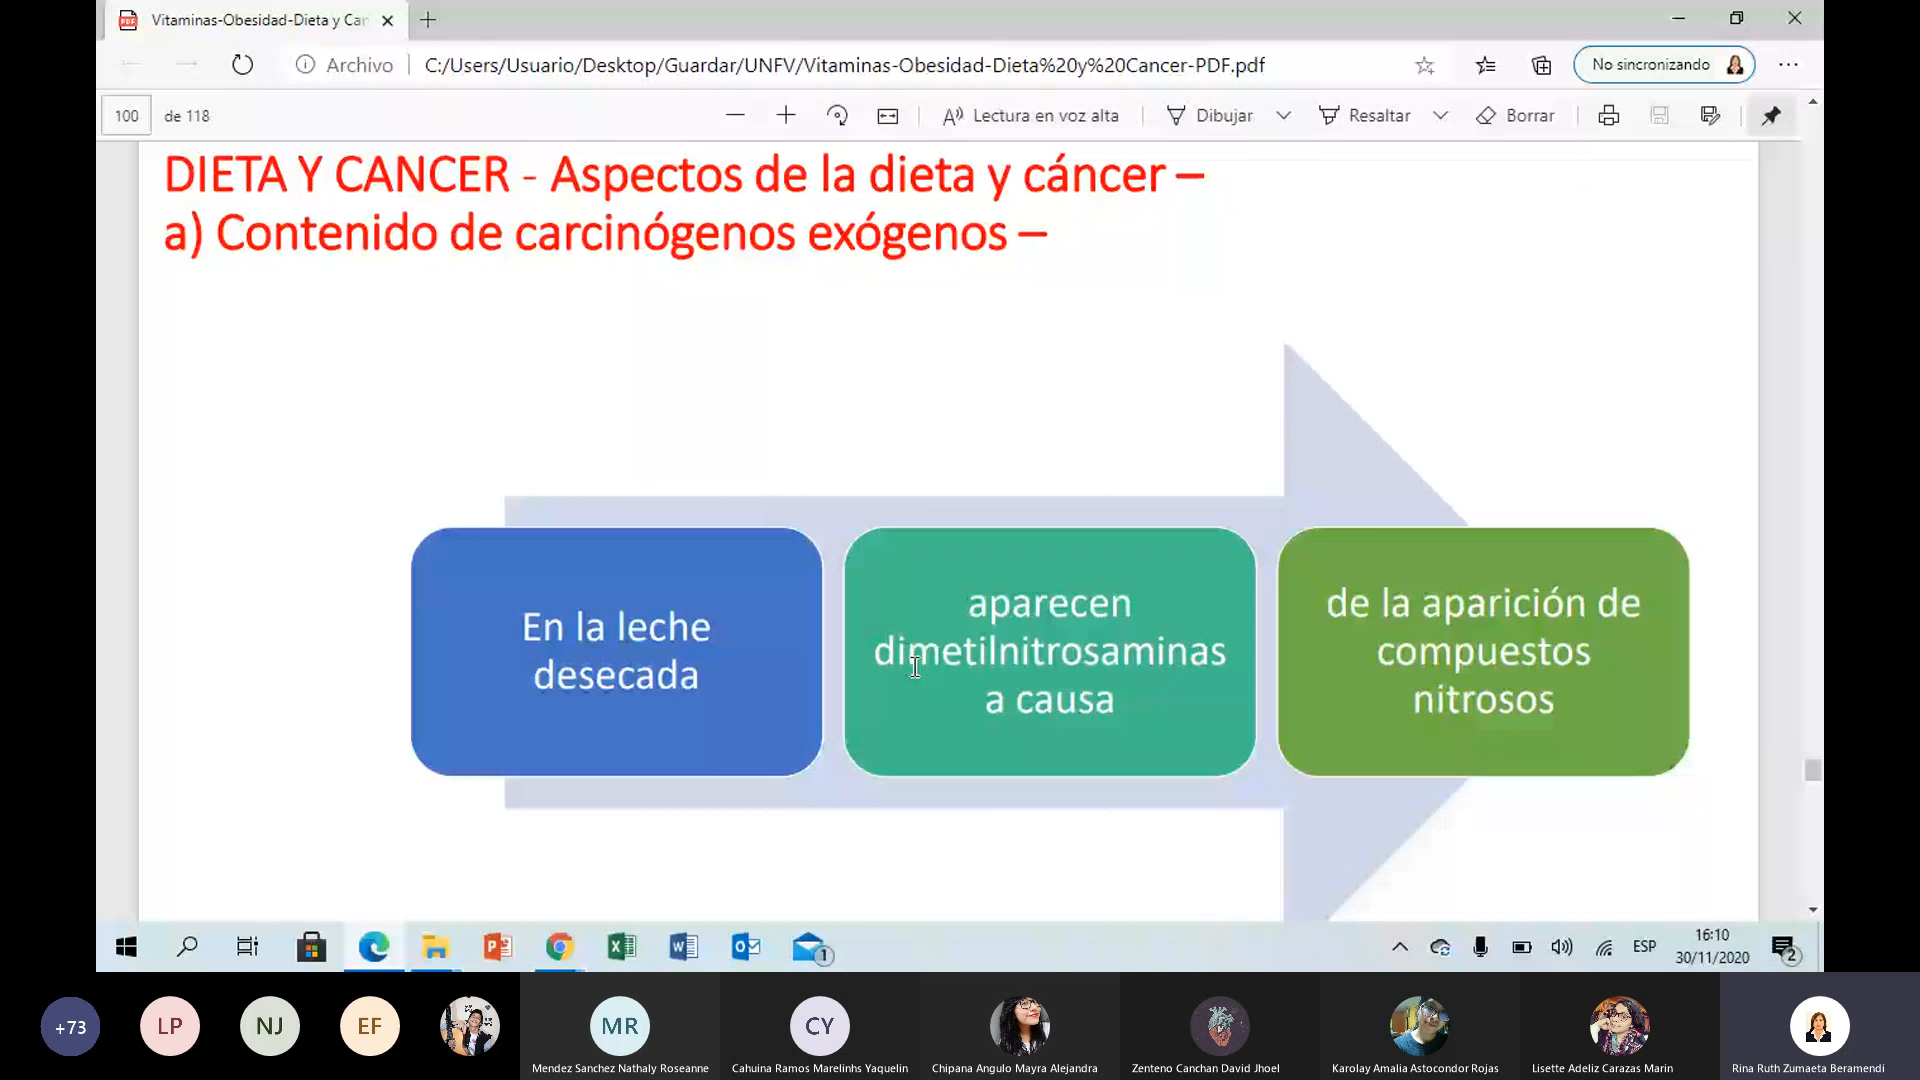 Vitaminas-Obesidad-Dieta y Can
Archivo
C:/Users/Usuario/Desktop/Guardar/UNFV/Vitaminas-Obesidad-Dieta%20y%20Cancer-PDF.pdf
No sincronizando
100 de 118
Lectura en voz alta
Dibujar
Resaltar
Borrar
DIETA Y CANCER - Aspectos de la dieta y cáncer –
a) Contenido de carcinógenos exógenos –
En la leche
desecada
aparecen
dimetilnitrosaminas
a causa
de la aparición de
compuestos
nitrosos
1
ESP
16:10
30/11/2020
2
+73
LP
NJ
EF
MR
CY
Mendez Sanchez Nathaly Roseanne
Cahuina Ramos Marelinhs Yaquelin
Chipana Angulo Mayra Alejandra
Zenteno Canchan David Jhoel
Karolay Amalia Astocondor Rojas
Lisette Adeliz Carazas Marin
Rina Ruth Zumaeta Beramendi